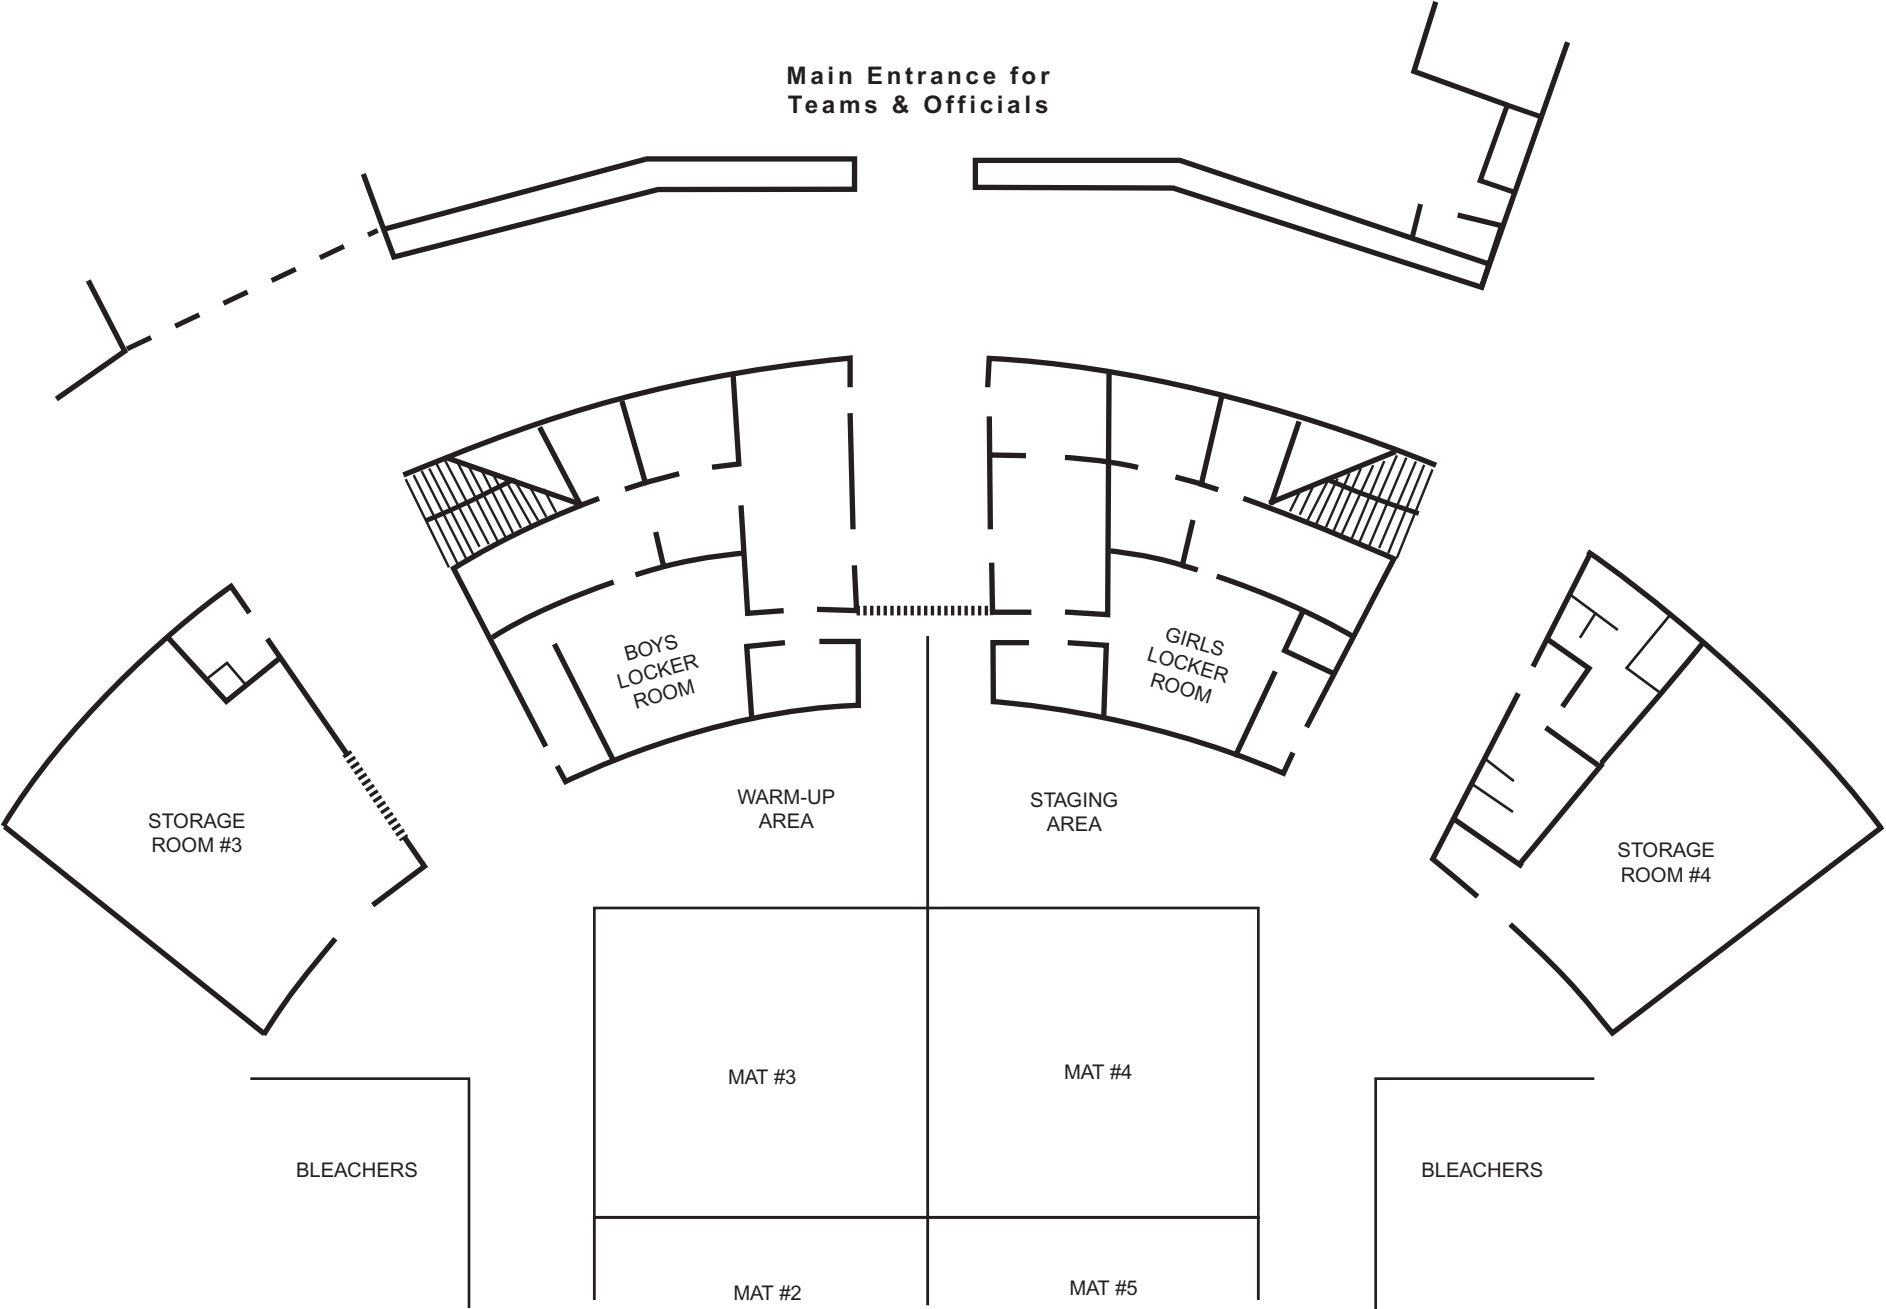 Main Entrance for
Teams & Officials
BOYS
LOCKER
ROOM
GIRLS
LOCKER
ROOM
WARM-UP
AREA
STAGING
AREA
STORAGE
ROOM #3
STORAGE
ROOM #4
MAT #3
MAT #4
BLEACHERS
BLEACHERS
MAT #2
MAT #5